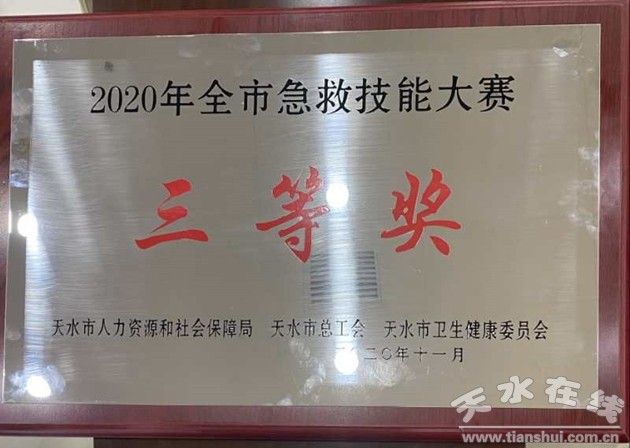 2020年全市急救技能大赛
三等奖
天水市人力资源和社会保障局 天水市总工会 天水市卫生健康委员会
二〇年十一月
天水在线
www.tianshui.com.cn